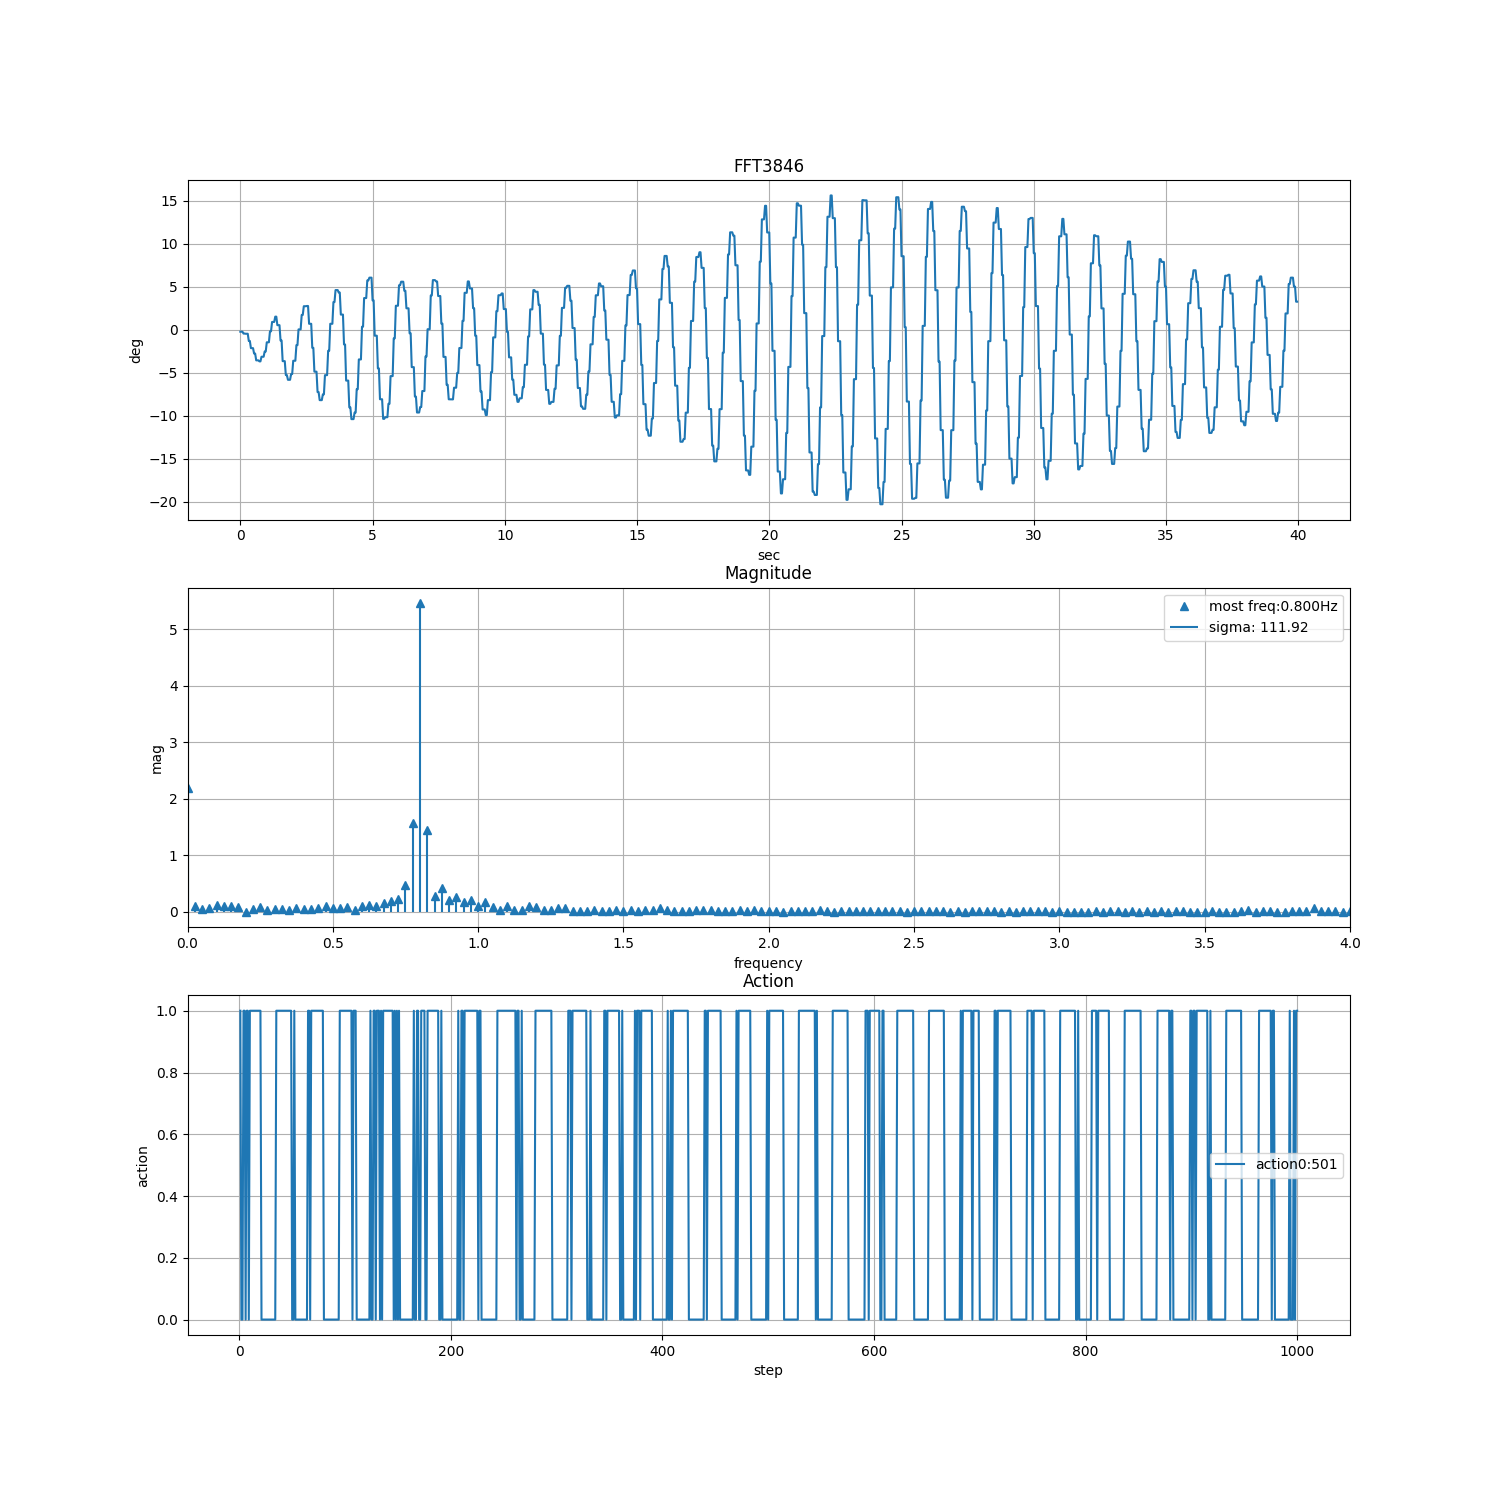 FFT3846
15
10
5
0
−5
−10
−15
−20
deg
0 5 10 15 20 25 30 35 40
sec
Magnitude
most freq:0.800Hz
sigma: 111.92
5
4
3
2
1
0
mag
0.0 0.5 1.0 1.5 2.0 2.5 3.0 3.5 4.0
frequency
Action
1.0
0.8
0.6
0.4
0.2
0.0
action
action0:501
0 200 400 600 800 1000
step